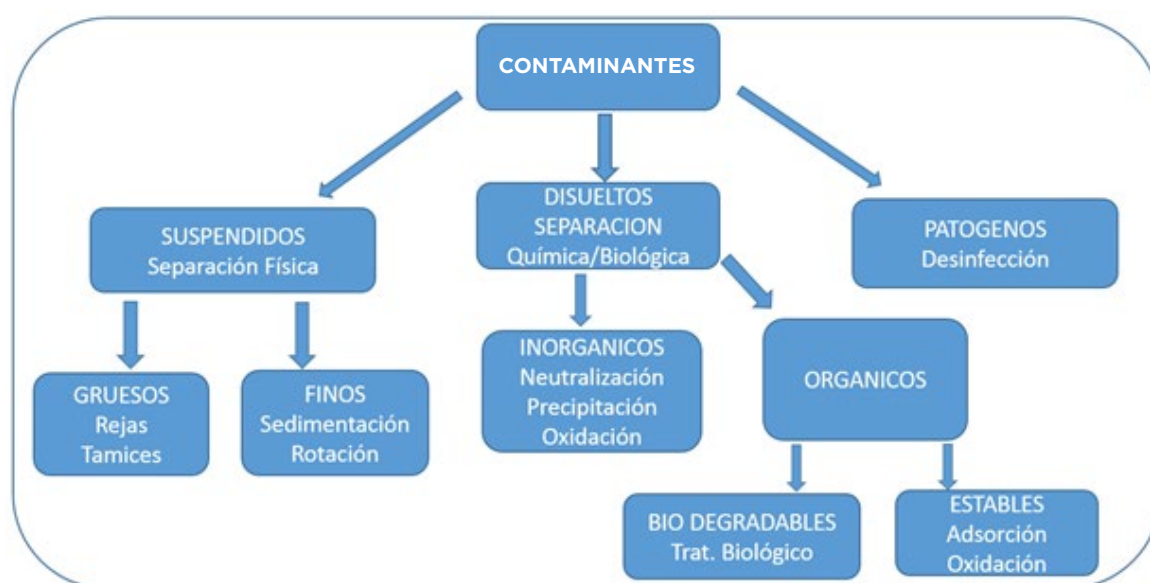 CONTAMINANTES
SUSPENDIDOS
Separación Física
DISUELTOS
SEPARACION
Química/Biológica
PATOGENOS
Desinfección
GRUESOS
Rejas
Tamices
FINOS
Sedimentación
Rotación
INORGANICOS
Neutralización
Precipitación
Oxidación
ORGANICOS
BIO DEGRADABLES
Trat. Biológico
ESTABLES
Adsorción
Oxidación